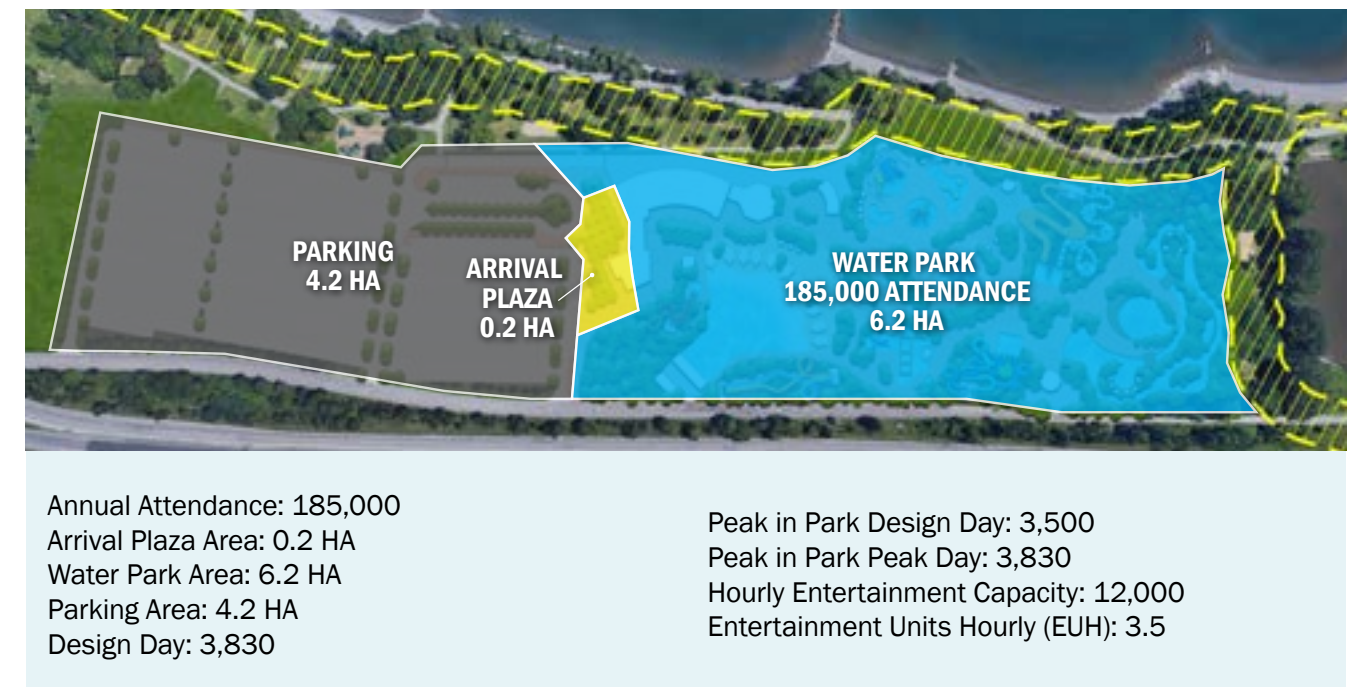 PARKING
4.2 HA
ARRIVAL
PLAZA
0.2 HA
WATER PARK
185,000 ATTENDANCE
6.2 HA
Annual Attendance: 185,000
Arrival Plaza Area: 0.2 HA
Water Park Area: 6.2 HA
Parking Area: 4.2 HA
Design Day: 3,830
Peak in Park Design Day: 3,500
Peak in Park Peak Day: 3,830
Hourly Entertainment Capacity: 12,000
Entertainment Units Hourly (EUH): 3.5